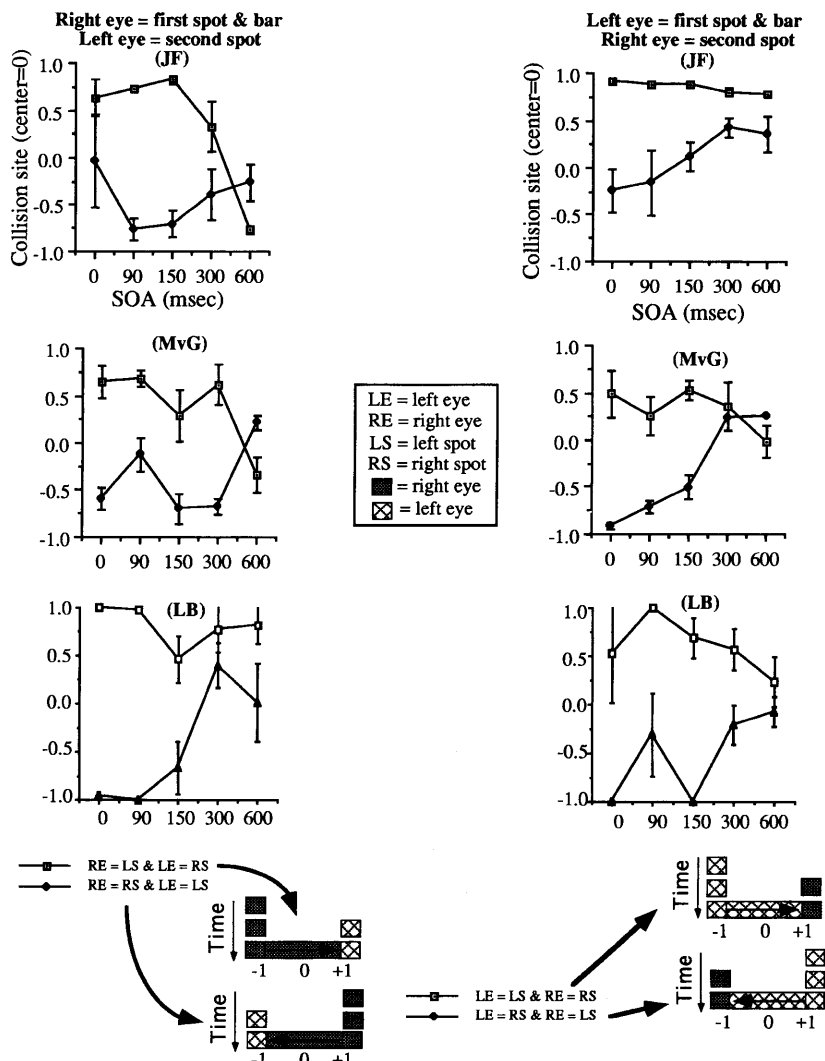 Right eye = first spot & bar
Left eye = second spot
(JF)
Collision site (center=0)
1.0
0.5
0.0
-0.5
-1.0
0 90 150 300 600
SOA (msec)
Left eye = first spot & bar
Right eye = second spot
(JF)
Collision site (center=0)
1.0
0.5
0.0
-0.5
-1.0
0 90 150 300 600
SOA (msec)
(MvG)
1.0
0.5
0.0
-0.5
-1.0
0 90 150 300 600
LE = left eye
RE = right eye
LS = left spot
RS = right spot
= right eye
= left eye
(MvG)
1.0
0.5
0.0
-0.5
-1.0
0 90 150 300 600
(LB)
1.0
0.5
0.0
-0.5
-1.0
0 90 150 300 600
(LB)
1.0
0.5
0.0
-0.5
-1.0
0 90 150 300 600
RE = LS & LE = RS
RE = RS & LE = LS
Time
-1 0 +1
Time
-1 0 +1
LE = LS & RE = RS
LE = RS & RE = LS
Time
-1 0 +1
Time
-1 0 +1